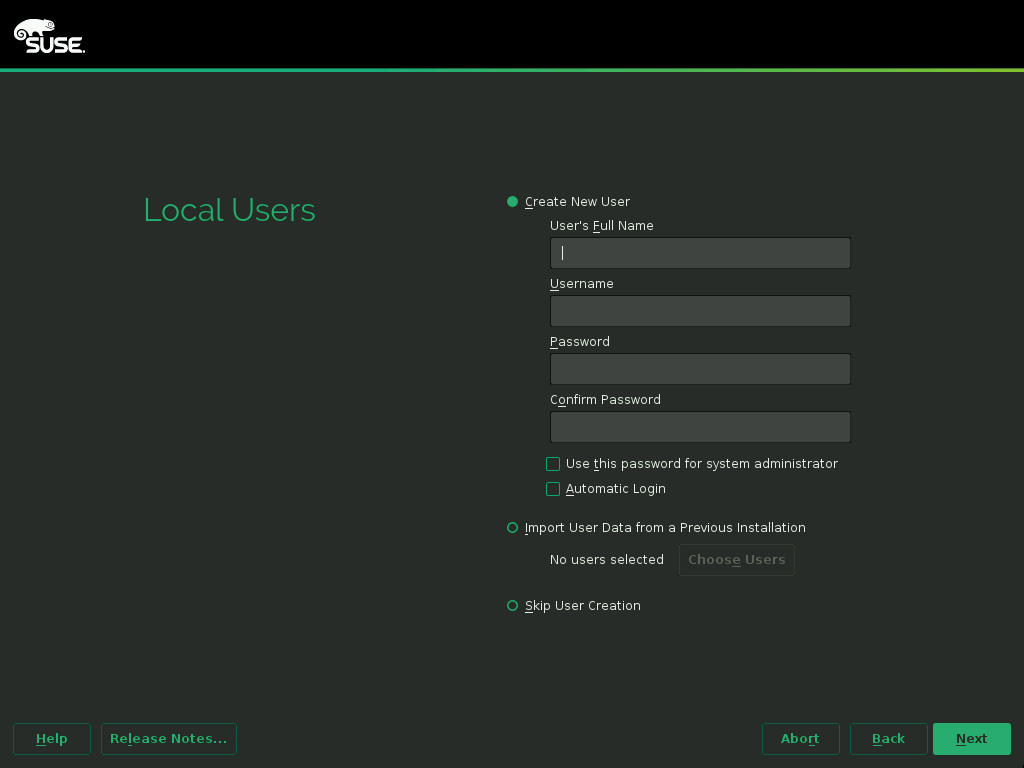 SUSE.
Local Users
Create New User
User's Full Name
Username
Password
Confirm Password
Use this password for system administrator
Automatic Login
Import User Data from a Previous Installation
No users selected
Choose Users
Skip User Creation
Help
Release Notes...
Abort
Back
Next